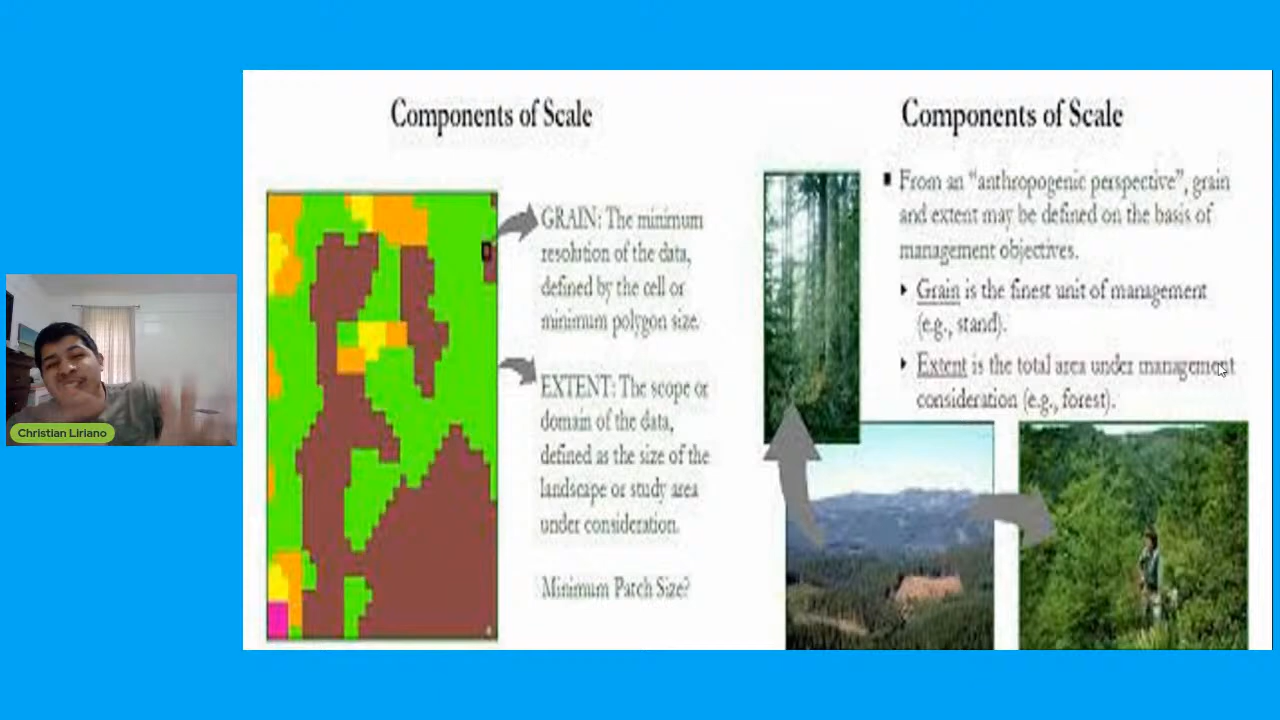 Components of Scale
GRAIN: The minimum
resolution of the data,
defined by the cell or
minimum polygon size.
EXTENT: The scope or
domain of the data,
defined as the size of the
landscape or study area
under consideration.
Minimum Patch Size?
Components of Scale
From an “anthropogenic perspective”, grain
and extent may be defined on the basis of
management objectives.
Grain is the finest unit of management
(e.g., stand).
Extent is the total area under management
consideration (e.g., forest).
Christian Liriano